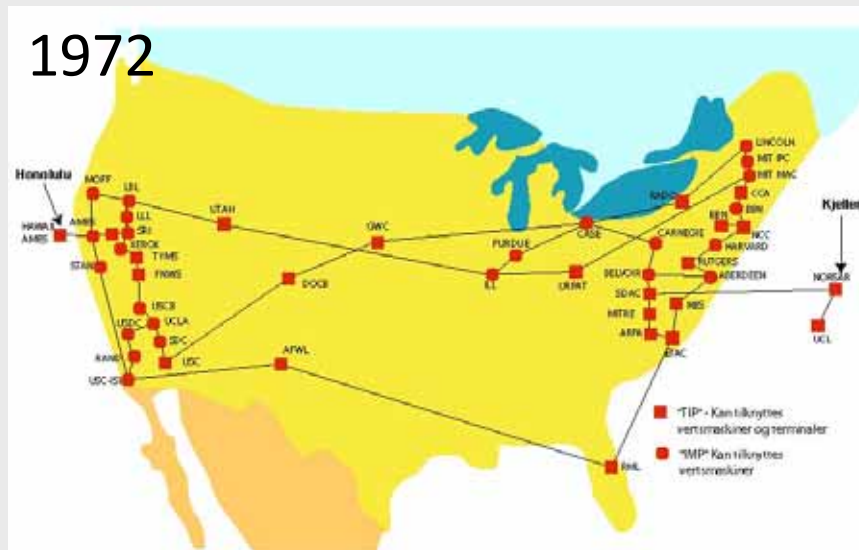 1972
Honolulu
MOFF
LBL
LLL
HAWAII
AMES
AMES
SRI
XEROX
TYMS
STAN
FNWS
UTAH
GWC
DOCB
UCSB
USDC
UCLA
SDC
RAND
USC
USC-ISI
AFWL
LINCOLN
MIT IPC
MIT MAC
CCA
BBN
BBN
NCC
HARVARD
RUTGERS
ABERDEEN
RADC
CASE
CARNEGIE
PURDUE
ILL
BELVOIR
SDAC
MITRE
ARPA
NBS
ETAC
RML
Kjeller
NORSAR
UCL
"TIP" - Kan tilknyttes
vertsmaskiner og terminaler
"IMP" Kan tilknyttes
vertsmaskiner